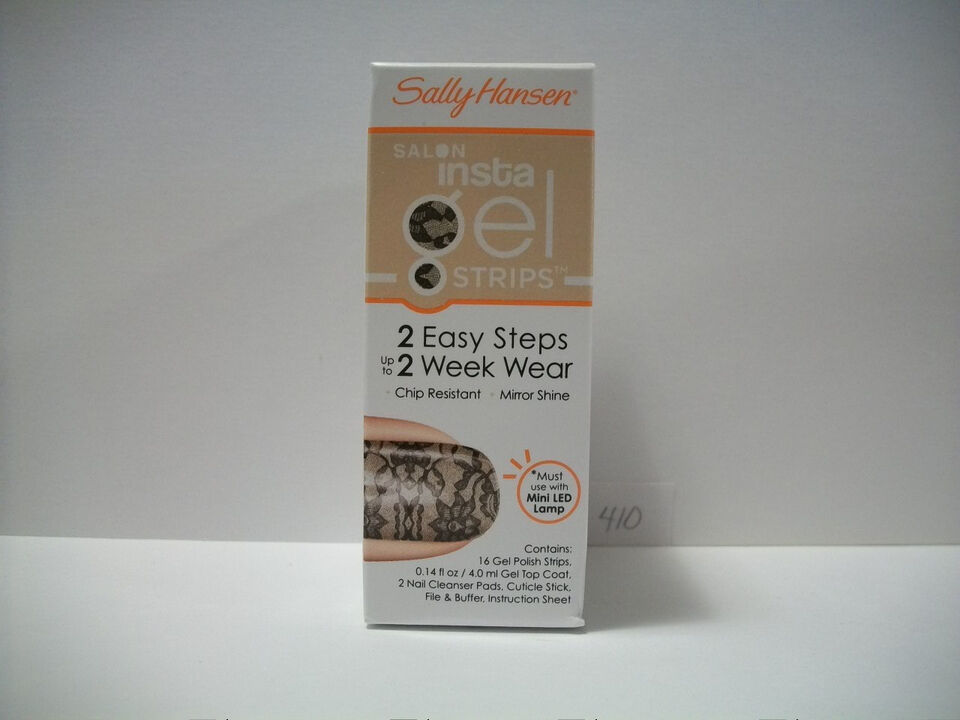 Sally Hansen®
SALON
insta
gel
STRIPS™
2 Easy Steps
Up to 2 Week Wear
· Chip Resistant · Mirror Shine
*Must
use with
Mini LED
Lamp
410
Contains:
16 Gel Polish Strips,
0.14 fl oz / 4.0 ml Gel Top Coat,
2 Nail Cleanser Pads, Cuticle Stick,
File & Buffer, Instruction Sheet